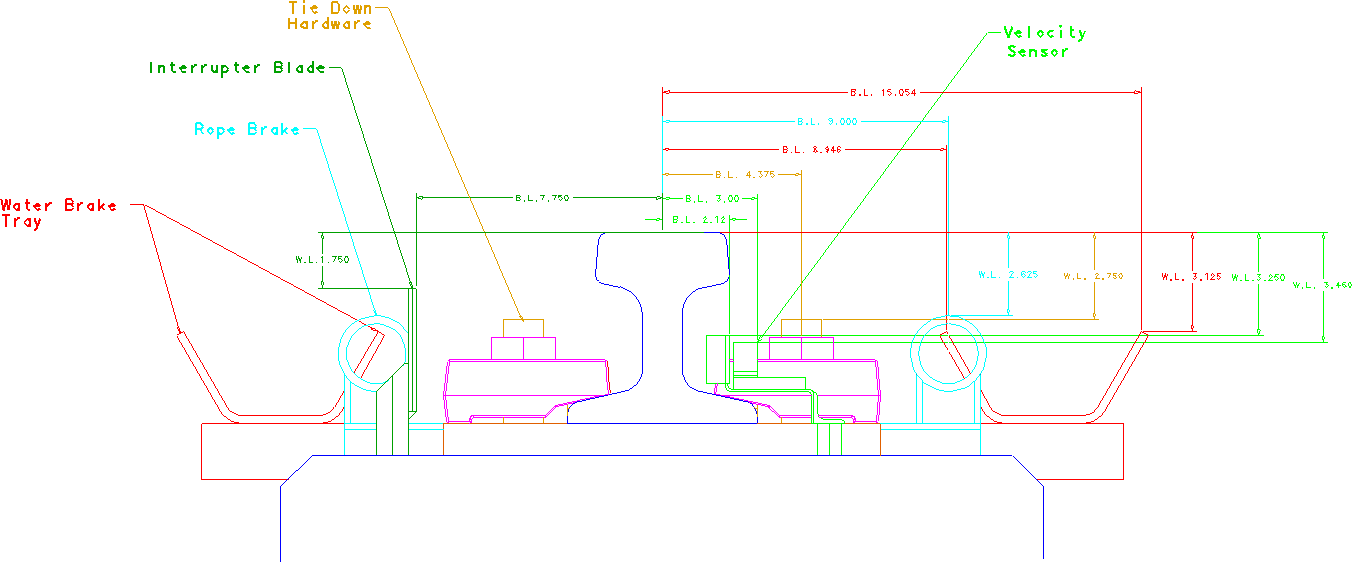 Tie Down
Hardware
Velocity
Sensor
Interrupter Blade
B.L. 15.054
Rope Brake
B.L. 9.000
B.L. 8.946
B.L. 4.375
B.L.7.750
B.L. 3.00
Water Brake
Tray
B.L. 2.12
W.L.1.750
W.L. 2.625
W.L. 2.750
W.L. 3.125
W.L.3.250
W.L. 3.460